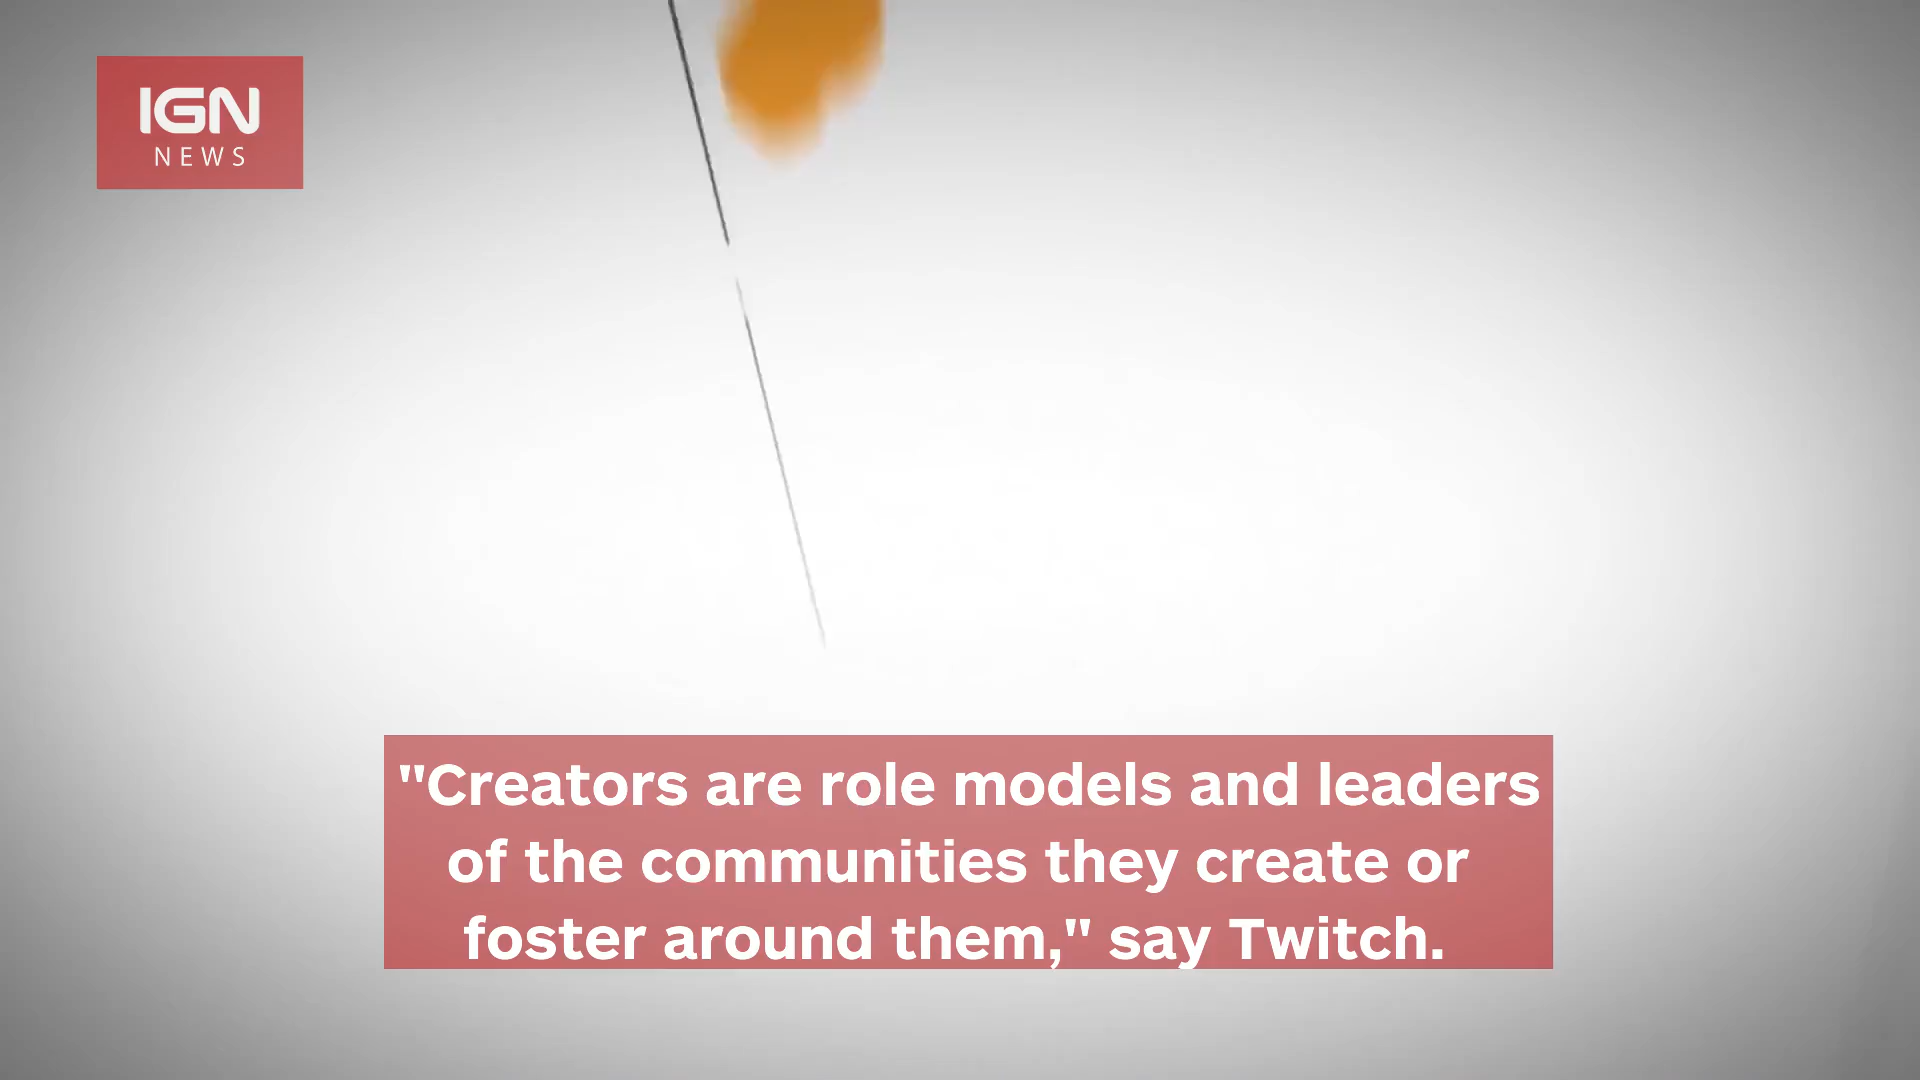 IGN
NEWS
"Creators are role models and leaders
of the communities they create or
foster around them," say Twitch.